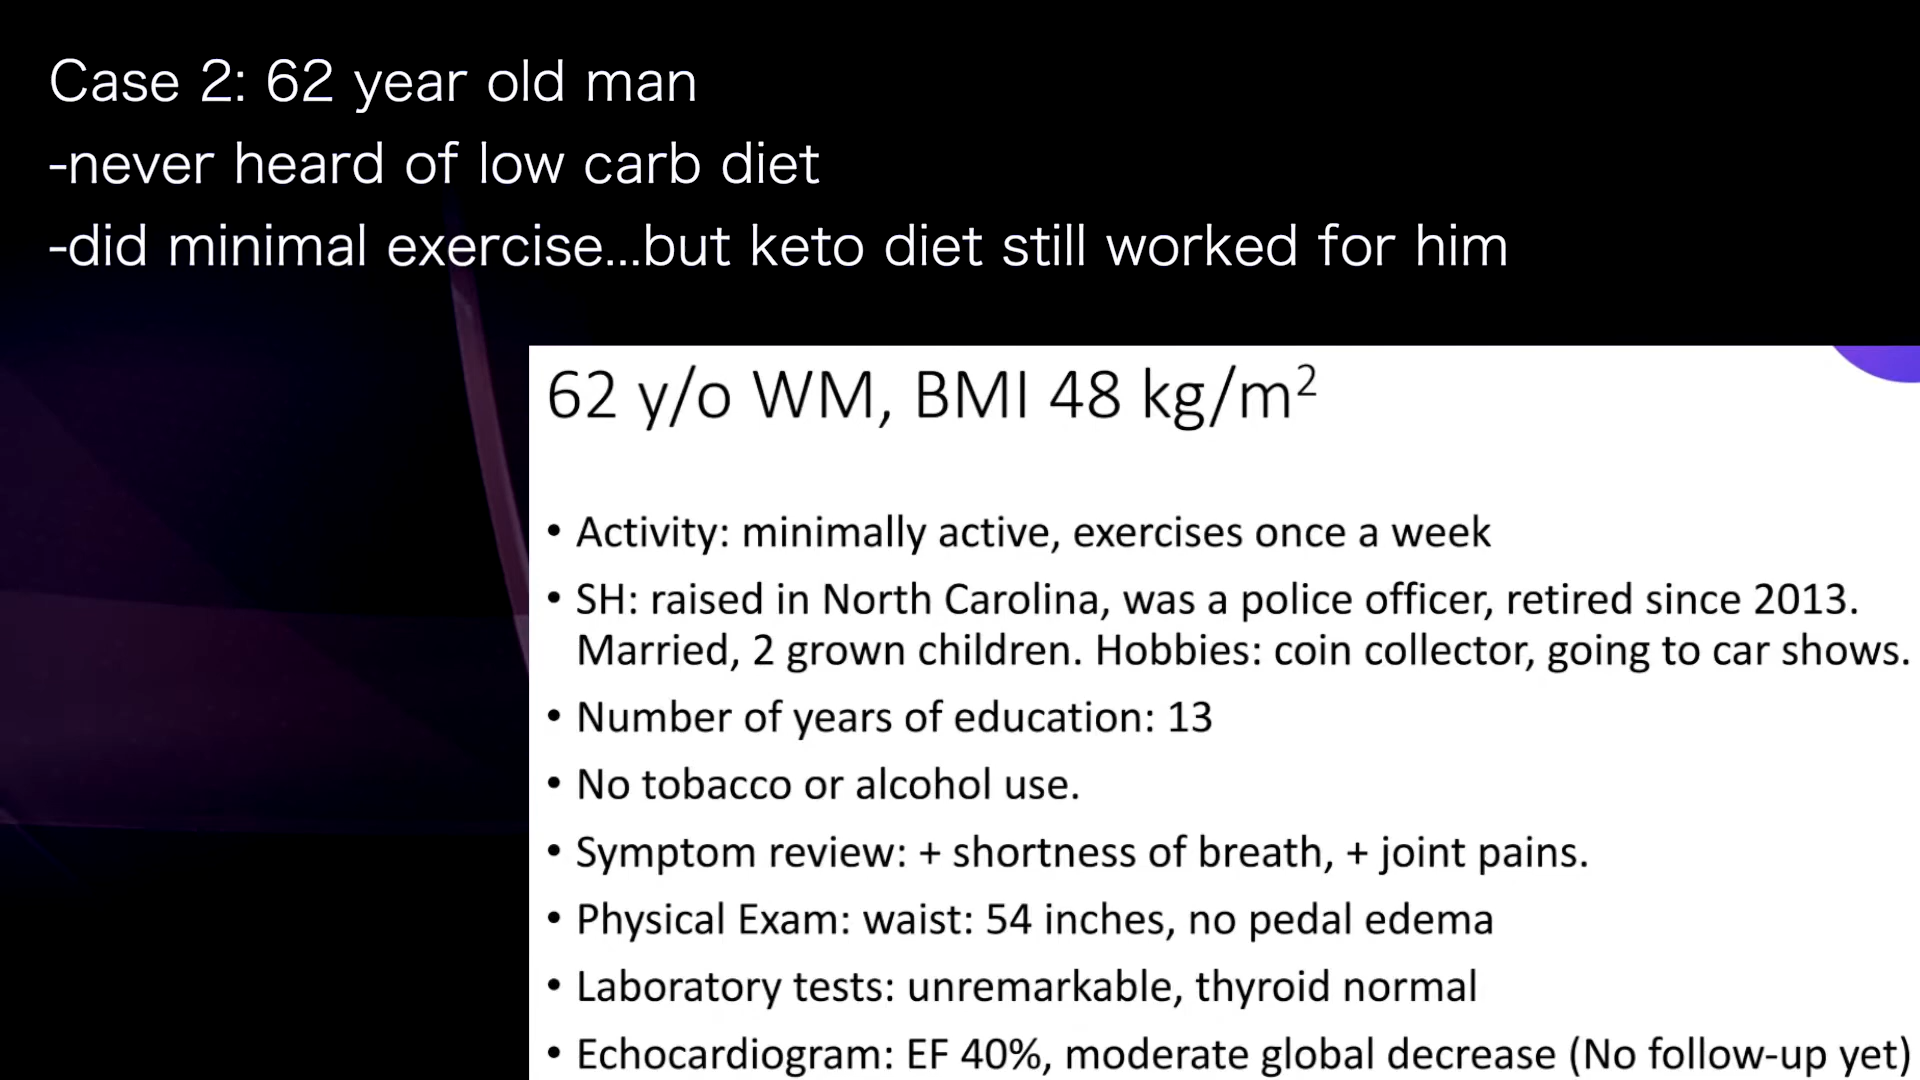 Case 2: 62 year old man
-never heard of low carb diet
-did minimal exercise...but keto diet still worked for him
62 y/o WM, BMI 48 kg/m²
• Activity: minimally active, exercises once a week
• SH: raised in North Carolina, was a police officer, retired since 2013.
Married, 2 grown children. Hobbies: coin collector, going to car shows.
• Number of years of education: 13
• No tobacco or alcohol use.
• Symptom review: + shortness of breath, + joint pains.
• Physical Exam: waist: 54 inches, no pedal edema
• Laboratory tests: unremarkable, thyroid normal
• Echocardiogram: EF 40%, moderate global decrease (No follow-up yet)